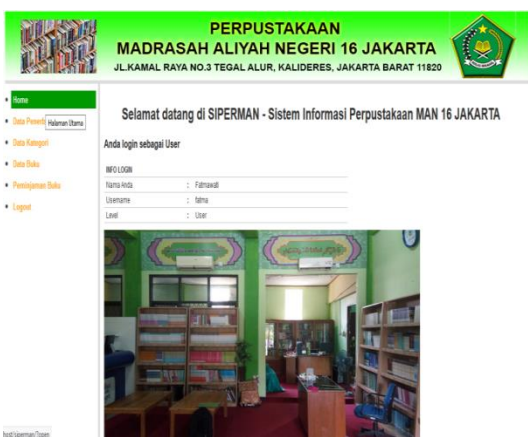 PERPUSTAKAAN
MADRASAH ALIYAH NEGERI 16 JAKARTA
JL.KAMAL RAYA NO.3 TEGAL ALUR, KALIDERES, JAKARTA BARAT 11820
Home
Data Penerbit
Halaman Utama
Data Kategori
Data Buku
Peminjaman Buku
Logout
Selamat datang di SIPERMAN - Sistem Informasi Perpustakaan MAN 16 JAKARTA
Anda login sebagai User
INFO LOGIN
Nama Anda : Fatmawati
Username : fatma
Level : User